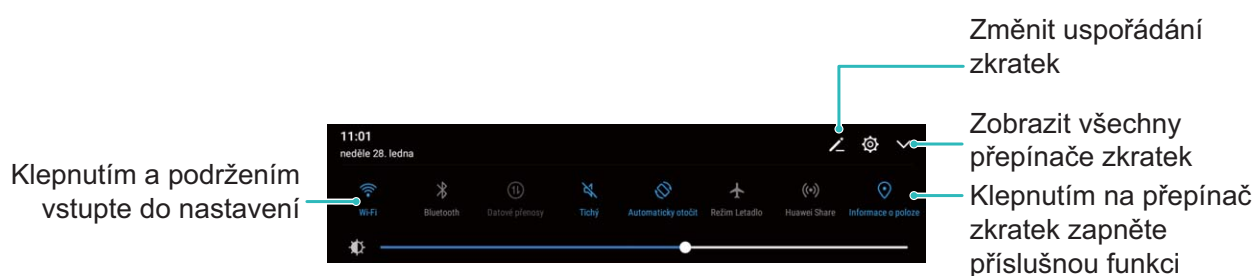 Změnit uspořádání
zkratek
11:01
neděle 28. ledna
Zobrazit všechny
přepínače zkratek
Klepnutím a podržením
vstupte do nastavení
Wi-Fi
Bluetooth
Datové přenosy
Tichý
Automaticky otočit
Režim Letadlo
Huawei Share
Informace o poloze
Klepnutím na přepínač
zkratek zapněte
příslušnou funkci